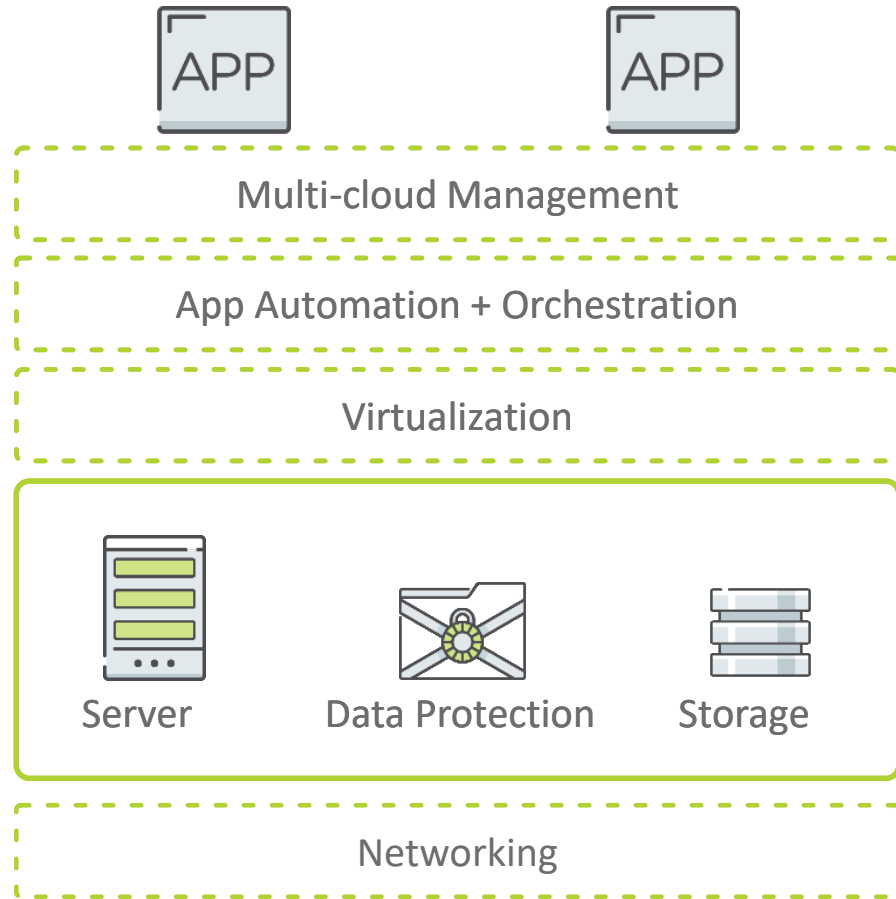 APP
APP
Multi-cloud Management
App Automation + Orchestration
Virtualization
Server
Data Protection
Storage
Networking